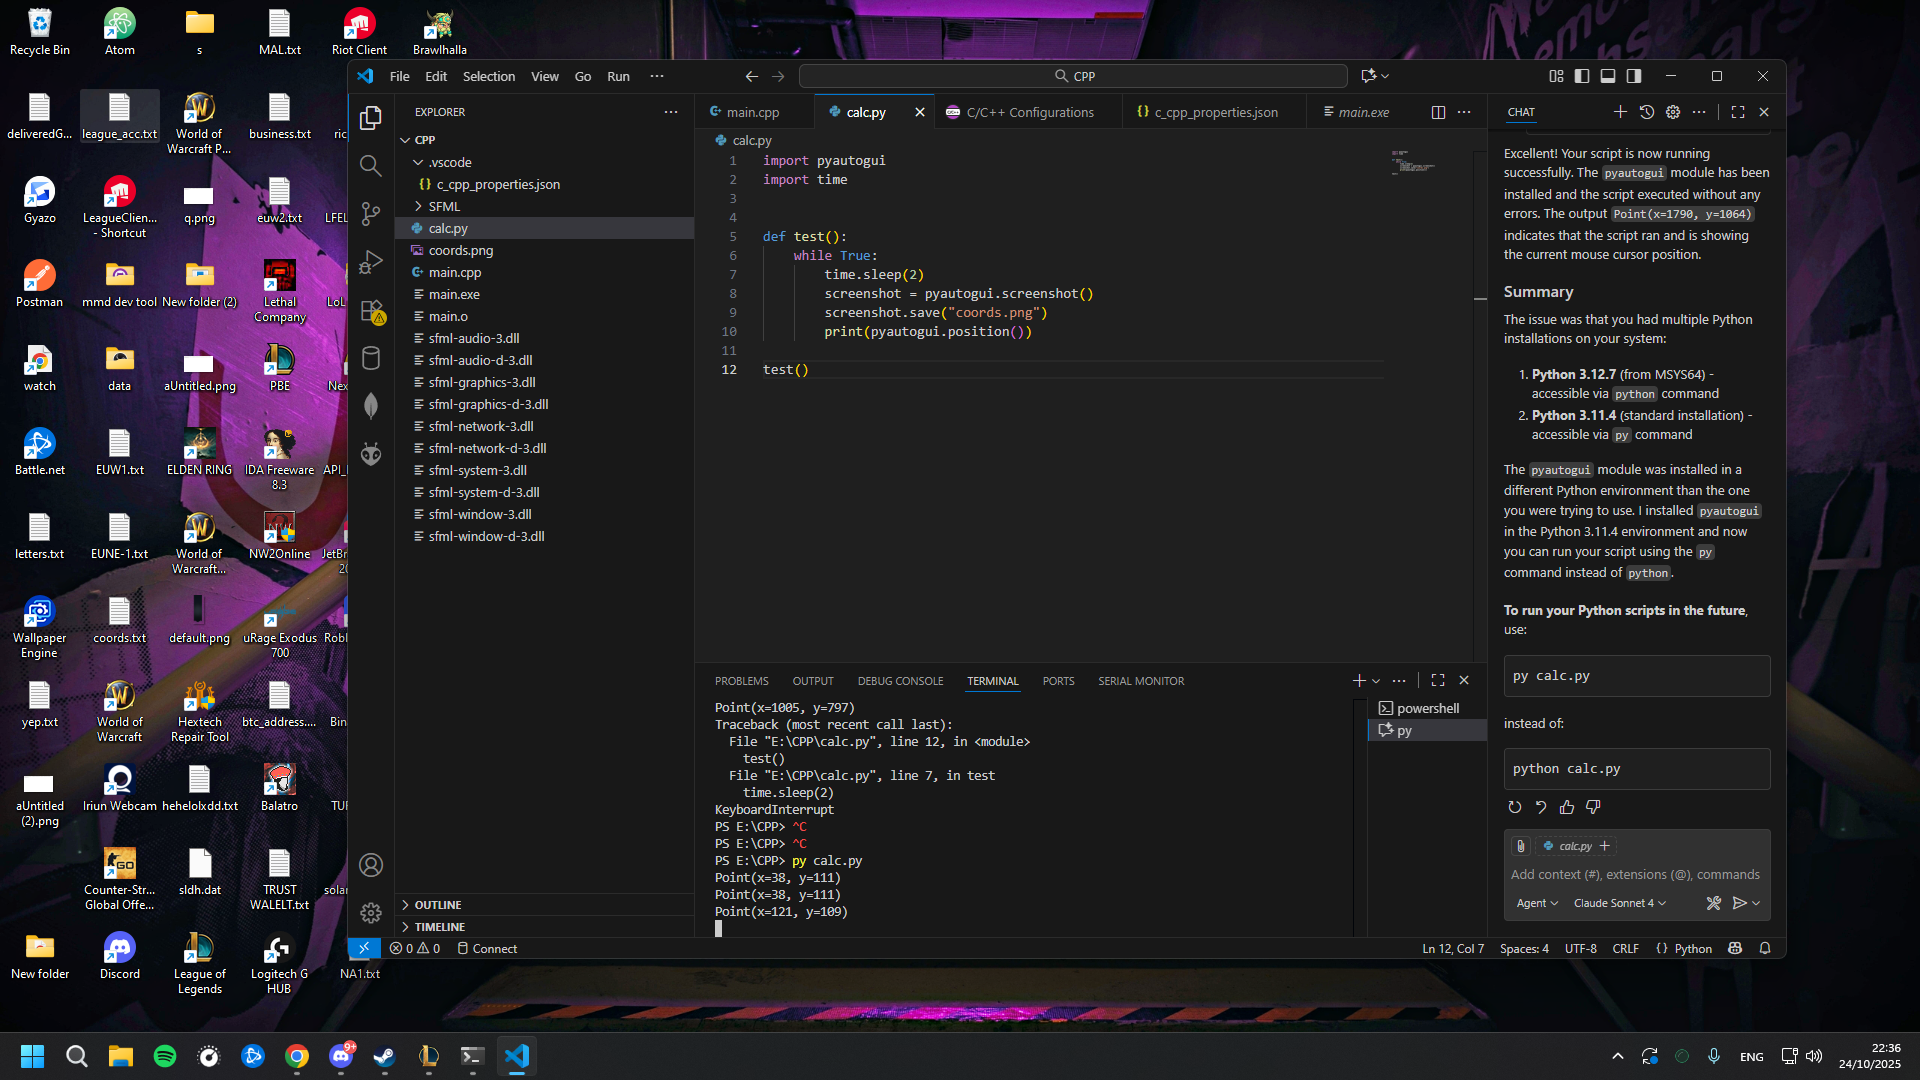 Recycle Bin
Atom
s
MAL.txt
Riot Client
Brawlhalla
deliveredG...
league_acc.txt
World of
Warcraft P...
business.txt
ric
Gyazo
LeagueClien...
- Shortcut
q.png
euw2.txt
LFEL
Postman
mmd dev tool
New folder (2)
Lethal
Company
LoL
watch
data
aUntitled.png
PBE
Nex
Battle.net
EUW1.txt
ELDEN RING
IDA Freeware
8.3
API_
letters.txt
EUNE-1.txt
World of
Warcraft...
NW2Online
JetBr
20
Wallpaper
Engine
coords.txt
default.png
uRage Exodus
700
Robl
yep.txt
World of
Warcraft
Hextech
Repair Tool
btc_address....
Bin
aUntitled
(2).png
Iriun Webcam
hehelolxdd.txt
Balatro
TUF
Counter-Str...
Global Offe...
sldh.dat
TRUST
WALELT.txt
solar
New folder
Discord
League of
Legends
Logitech G
HUB
NA1.txt
File Edit Selection View Go Run ···
CPP
EXPLORER
CPP
.vscode
{} c_cpp_properties.json
SFML
calc.py
coords.png
main.cpp
main.exe
main.o
sfml-audio-3.dll
sfml-audio-d-3.dll
sfml-graphics-3.dll
sfml-graphics-d-3.dll
sfml-network-3.dll
sfml-network-d-3.dll
sfml-system-3.dll
sfml-system-d-3.dll
sfml-window-3.dll
sfml-window-d-3.dll
OUTLINE
TIMELINE
main.cpp calc.py C/C++ Configurations {} c_cpp_properties.json main.exe
calc.py
1 import pyautogui
2 import time
3
4
5 def test():
6 while True:
7 time.sleep(2)
8 screenshot = pyautogui.screenshot()
9 screenshot.save("coords.png")
10 print(pyautogui.position())
11
12 test()
PROBLEMS OUTPUT DEBUG CONSOLE TERMINAL PORTS SERIAL MONITOR
Point(x=1005, y=797)
Traceback (most recent call last):
File "E:\CPP\calc.py", line 12, in <module>
test()
File "E:\CPP\calc.py", line 7, in test
time.sleep(2)
KeyboardInterrupt
PS E:\CPP> ^C
PS E:\CPP> ^C
PS E:\CPP> py calc.py
Point(x=38, y=111)
Point(x=38, y=111)
Point(x=121, y=109)
powershell
py
CHAT
Excellent! Your script is now running
successfully. The pyautogui module has been
installed and the script executed without any
errors. The output Point(x=1790, y=1064)
indicates that the script ran and is showing
the current mouse cursor position.
Summary
The issue was that you had multiple Python
installations on your system:
1. Python 3.12.7 (from MSYS64) -
accessible via python command
2. Python 3.11.4 (standard installation) -
accessible via py command
The pyautogui module was installed in a
different Python environment than the one
you were trying to use. I installed pyautogui
in the Python 3.11.4 environment and now
you can run your script using the py
command instead of python.
To run your Python scripts in the future,
use:
py calc.py
instead of:
python calc.py
calc.py
Add context (#), extensions (@), commands
Agent Claude Sonnet 4
0 0 Connect
Ln 12, Col 7 Spaces: 4 UTF-8 CRLF {} Python
9+
ENG
22:36
24/10/2025